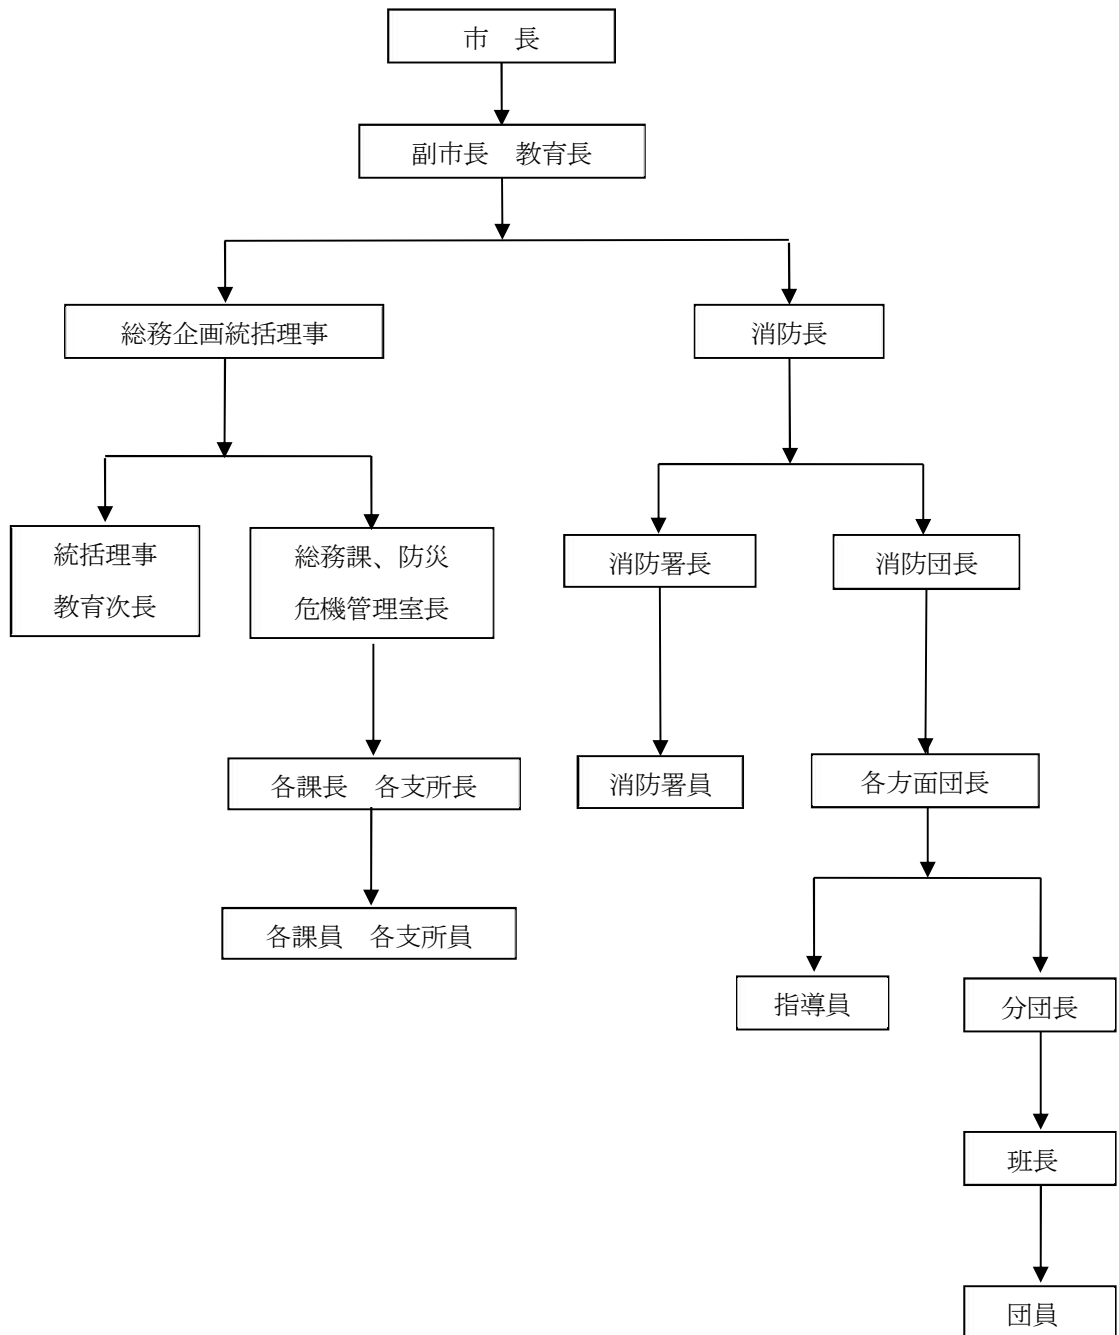 市　長
副市長　教育長
総務企画統括理事
消防長
統括理事
教育次長
総務課、防災
危機管理室長
消防署長
消防団長
各課長　各支所長
消防署員
各方面団長
各課員　各支所員
指導員
分団長
班長
団員